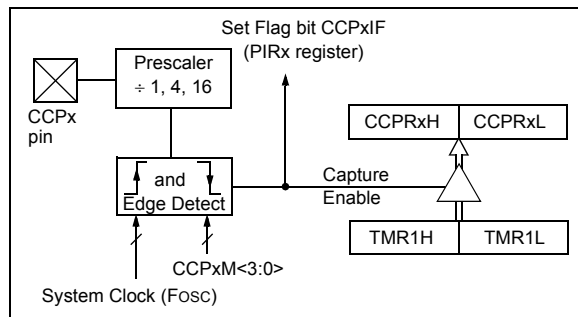 Set Flag bit CCPxIF
(PIRx register)
Prescaler
÷ 1, 4, 16
CCPx
pin
CCPRxH CCPRxL
and
Edge Detect
Capture
Enable
TMR1H TMR1L
CCPxM<3:0>
System Clock (FOSC)